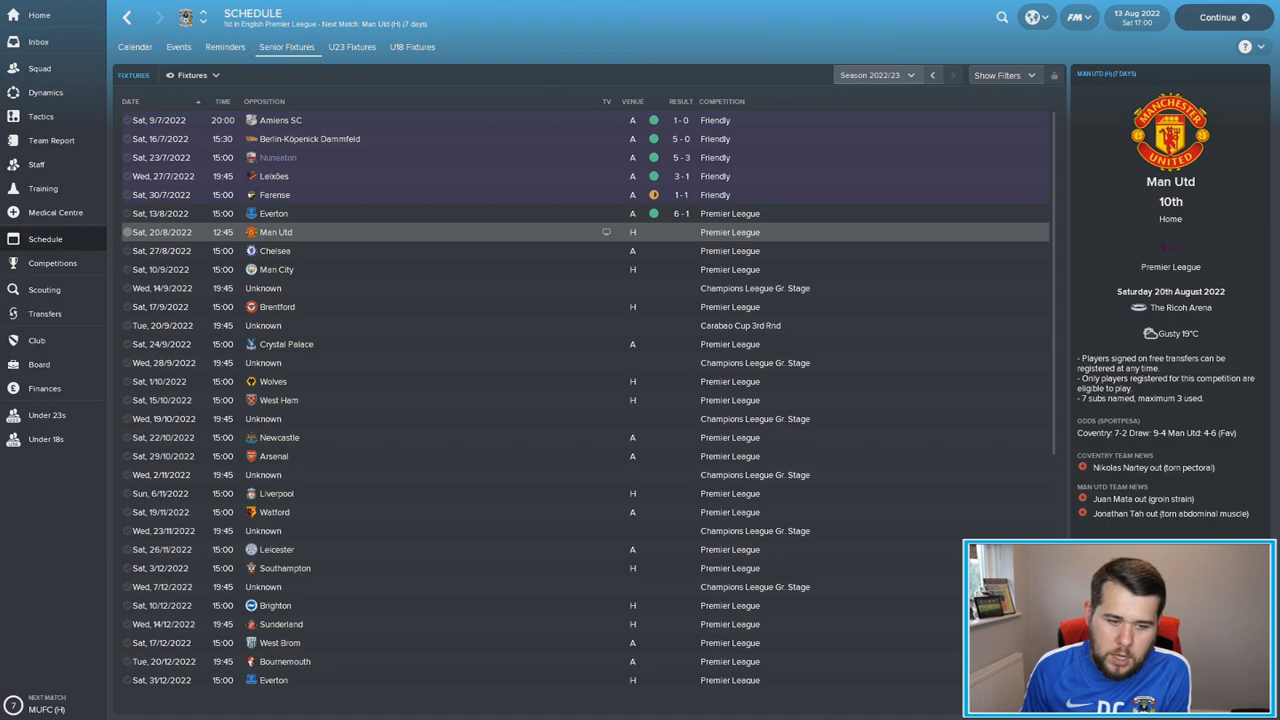 Home
Inbox
Squad
Dynamics
Tactics
Team Report
Staff
Training
Medical Centre
Schedule
Competitions
Scouting
Transfers
Club
Board
Finances
Under 23s
Under 18s
7
NEXT MATCH
MUFC (H)
SCHEDULE
1st in English Premier League - Next Match: Man Utd (H) (7 days)
FM
13 Aug 2022
Sat 17:00
Continue
Calendar Events Reminders Senior Fixtures U23 Fixtures U18 Fixtures
?
FIXTURES Fixtures Season 2022/23 Show Filters
DATE TIME OPPOSITION TV VENUE RESULT COMPETITION
Sat, 9/7/2022 20:00 Amiens SC A 1 - 0 Friendly
Sat, 16/7/2022 15:30 Berlin-Köpenick Dammfeld A 5 - 0 Friendly
Sat, 23/7/2022 15:00 Nuneaton A 5 - 3 Friendly
Wed, 27/7/2022 19:45 Leixões A 3 - 1 Friendly
Sat, 30/7/2022 15:00 Farense A 1 - 1 Friendly
Sat, 13/8/2022 15:00 Everton A 6 - 1 Premier League
Sat, 20/8/2022 12:45 Man Utd H Premier League
Sat, 27/8/2022 15:00 Chelsea A Premier League
Sat, 10/9/2022 15:00 Man City H Premier League
Wed, 14/9/2022 19:45 Unknown Champions League Gr. Stage
Sat, 17/9/2022 15:00 Brentford H Premier League
Tue, 20/9/2022 19:45 Unknown Carabao Cup 3rd Rnd
Sat, 24/9/2022 15:00 Crystal Palace A Premier League
Wed, 28/9/2022 19:45 Unknown Champions League Gr. Stage
Sat, 1/10/2022 15:00 Wolves H Premier League
Sat, 15/10/2022 15:00 West Ham H Premier League
Wed, 19/10/2022 19:45 Unknown Champions League Gr. Stage
Sat, 22/10/2022 15:00 Newcastle A Premier League
Sat, 29/10/2022 15:00 Arsenal A Premier League
Wed, 2/11/2022 19:45 Unknown Champions League Gr. Stage
Sun, 6/11/2022 15:00 Liverpool H Premier League
Sat, 19/11/2022 15:00 Watford A Premier League
Wed, 23/11/2022 19:45 Unknown Champions League Gr. Stage
Sat, 26/11/2022 15:00 Leicester A Premier League
Sat, 3/12/2022 15:00 Southampton H Premier League
Wed, 7/12/2022 19:45 Unknown Champions League Gr. Stage
Sat, 10/12/2022 15:00 Brighton H Premier League
Wed, 14/12/2022 19:45 Sunderland H Premier League
Sat, 17/12/2022 15:00 West Brom A Premier League
Tue, 20/12/2022 19:45 Bournemouth A Premier League
Sat, 31/12/2022 15:00 Everton H Premier League
MAN UTD (H) (7 DAYS)
MANCHESTER
UNITED
Man Utd
10th
Home
Premier League
Saturday 20th August 2022
The Ricoh Arena
Gusty 19°C
- Players signed on free transfers can be
registered at any time.
- Only players registered for this competition are
eligible to play.
- 7 subs named, maximum 3 used.
ODDS (SPORTPESA)
Coventry: 7-2 Draw: 9-4 Man Utd: 4-6 (Fav)
COVENTRY TEAM NEWS
Nikolas Nartey out (torn pectoral)
MAN UTD TEAM NEWS
Juan Mata out (groin strain)
Jonathan Tah out (torn abdominal muscle)